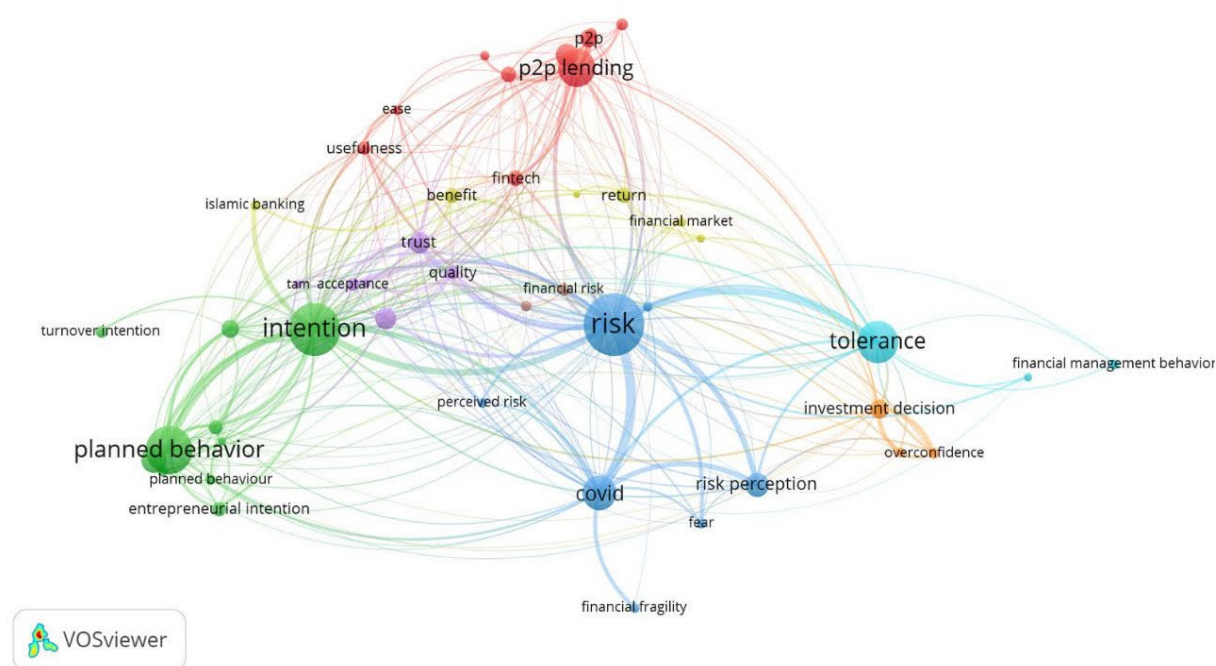 p2p
p2p lending
ease
usefulness
fintech
islamic banking
benefit
return
financial market
trust
quality
tam
acceptance
financial risk
turnover intention
intention
risk
tolerance
financial management behavior
perceived risk
investment decision
planned behavior
overconfidence
planned behaviour
covid
risk perception
entrepreneurial intention
fear
financial fragility
VOSviewer